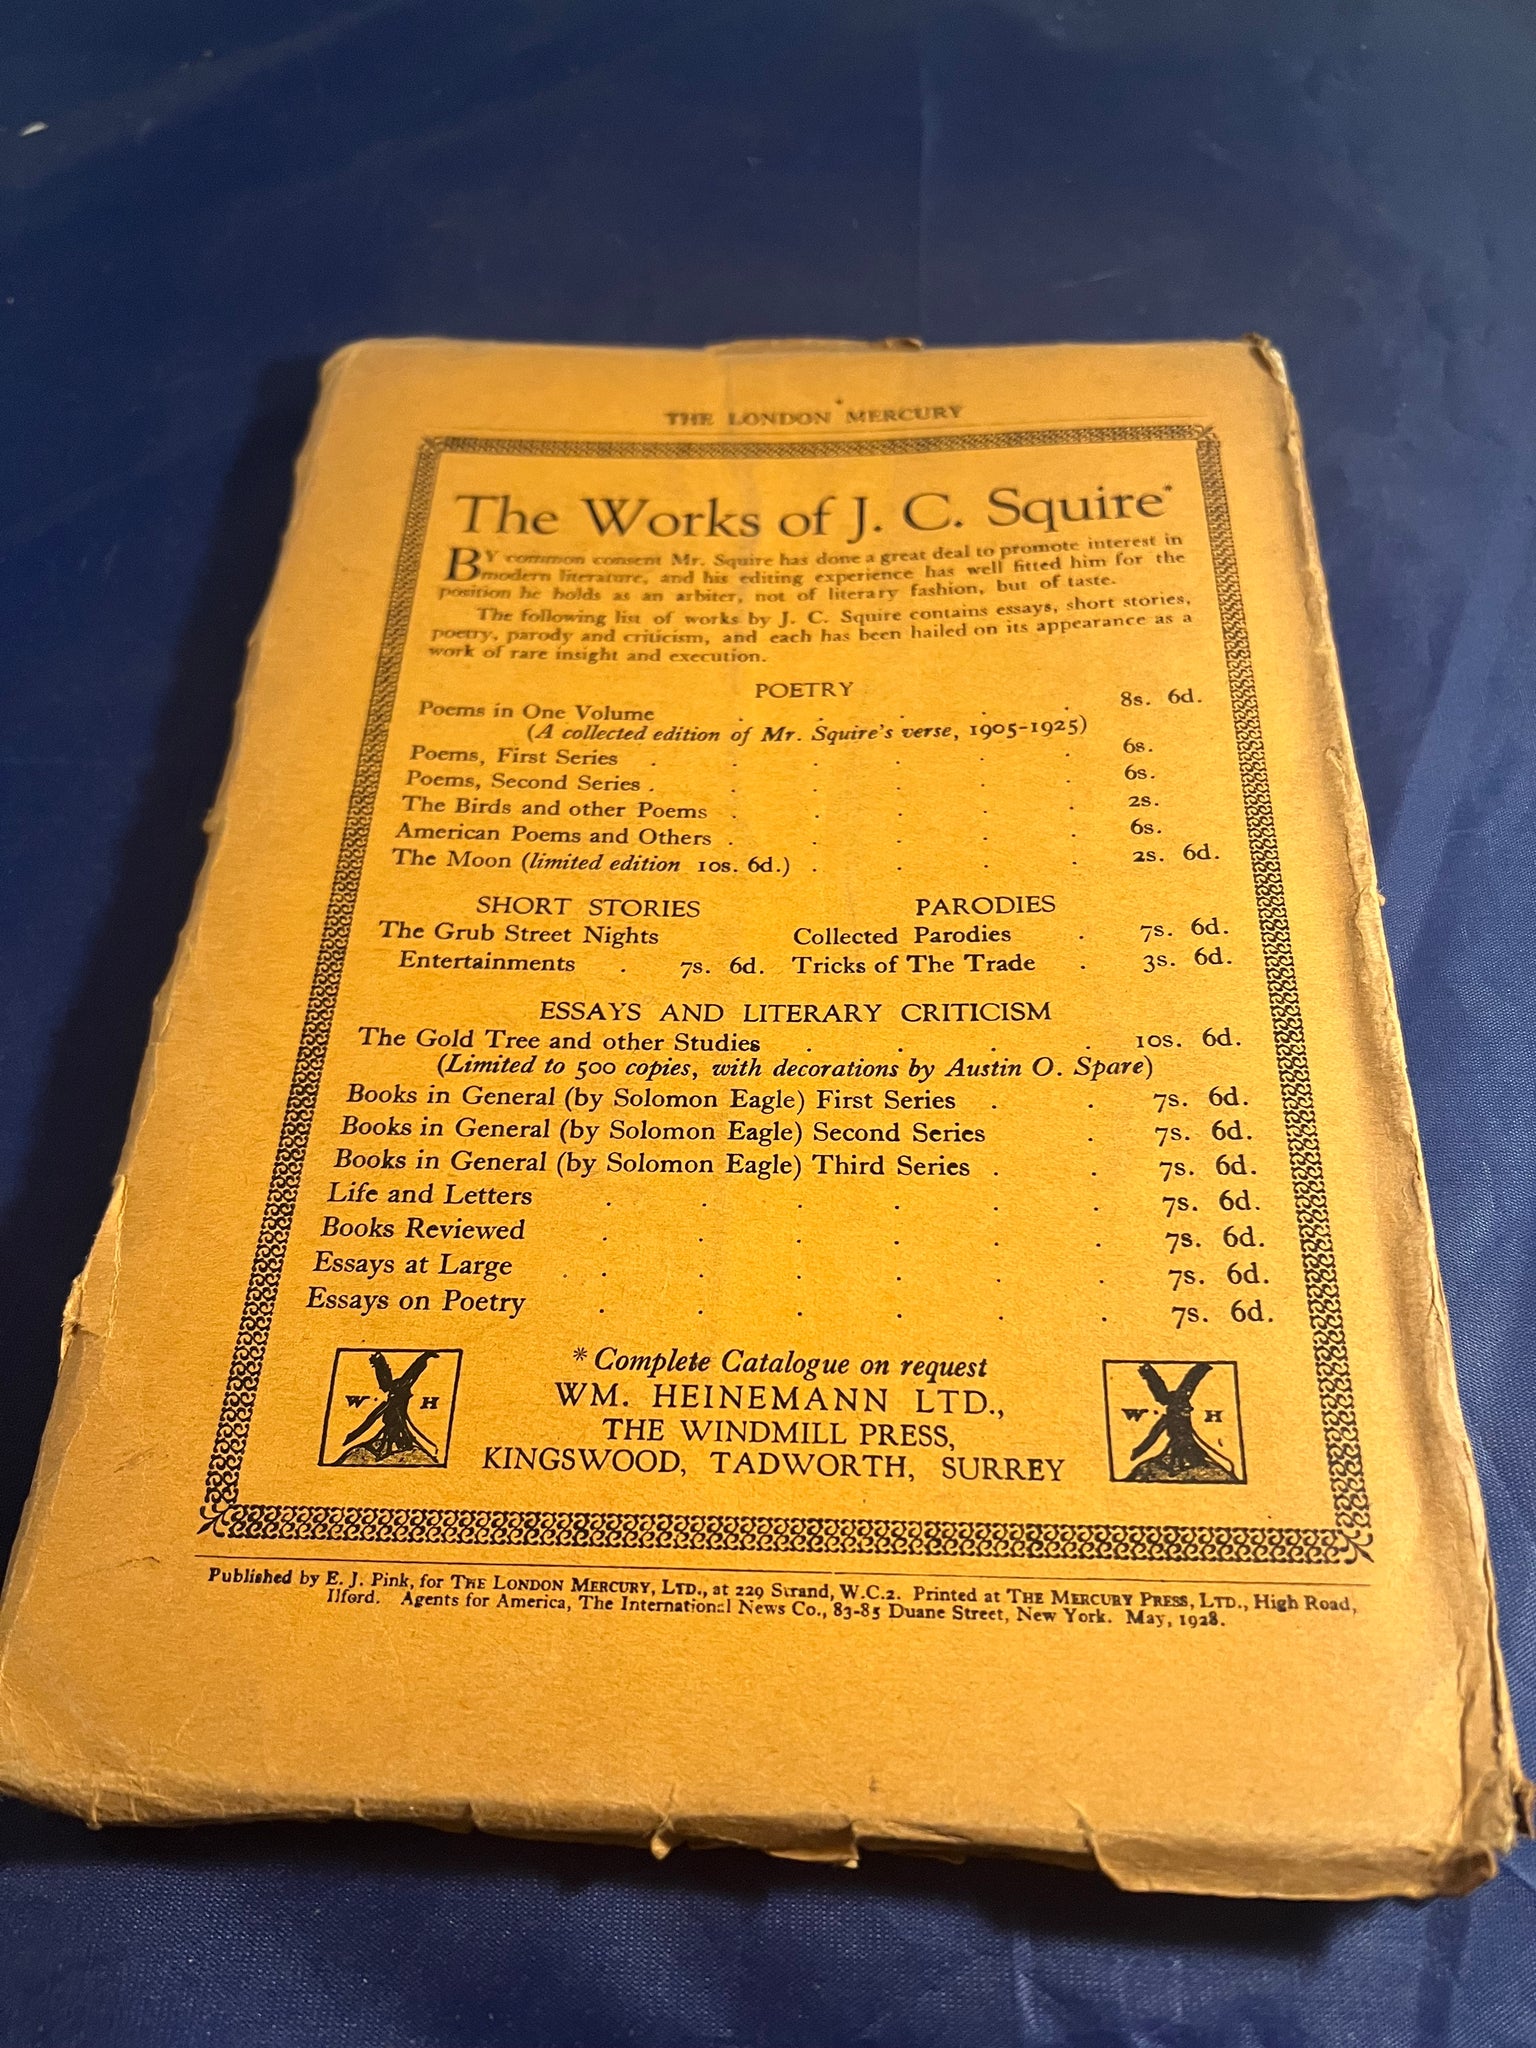 THE LONDON MERCURY
The Works of J. C. Squire*
BY common consent Mr. Squire has done a great deal to promote interest in
modern literature, and his editing experience has well fitted him for the
position he holds as an arbiter, not of literary fashion, but of taste.
The following list of works by J. C. Squire contains essays, short stories,
poetry, parody and criticism, and each has been hailed on its appearance as a
work of rare insight and execution.
POETRY
Poems in One Volume . . . . . 8s. 6d.
(A collected edition of Mr. Squire's verse, 1905-1925)
Poems, First Series . . . . . . 6s.
Poems, Second Series . . . . . . 6s.
The Birds and other Poems . . . . . 2s.
American Poems and Others . . . . . 6s.
The Moon (limited edition 10s. 6d.) . . . . 2s. 6d.
SHORT STORIES
The Grub Street Nights
Entertainments . 7s. 6d.
PARODIES
Collected Parodies . 7s. 6d.
Tricks of The Trade . 3s. 6d.
ESSAYS AND LITERARY CRITICISM
The Gold Tree and other Studies . . . . 10s. 6d.
(Limited to 500 copies, with decorations by Austin O. Spare)
Books in General (by Solomon Eagle) First Series . . 7s. 6d.
Books in General (by Solomon Eagle) Second Series . 7s. 6d.
Books in General (by Solomon Eagle) Third Series . . 7s. 6d.
Life and Letters . . . . . . 7s. 6d.
Books Reviewed . . . . . . 7s. 6d.
Essays at Large . . . . . . . 7s. 6d.
Essays on Poetry . . . . . . 7s. 6d.
*Complete Catalogue on request
WM. HEINEMANN LTD.,
THE WINDMILL PRESS,
KINGSWOOD, TADWORTH, SURREY
W. H
W. H
Published by E. J. Pink, for THE LONDON MERCURY, LTD., at 229 Strand, W.C.2. Printed at THE MERCURY PRESS, LTD., High Road,
Ilford. Agents for America, The International News Co., 83-85 Duane Street, New York. May, 1928.